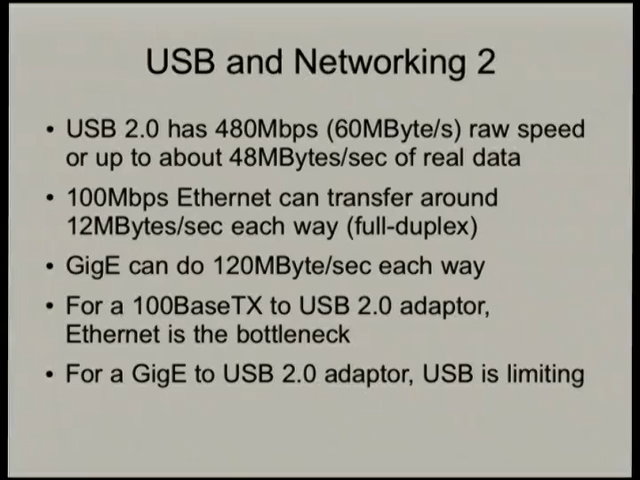 USB and Networking 2
• USB 2.0 has 480Mbps (60MByte/s) raw speed
or up to about 48MBytes/sec of real data
• 100Mbps Ethernet can transfer around
12MBytes/sec each way (full-duplex)
• GigE can do 120MByte/sec each way
• For a 100BaseTX to USB 2.0 adaptor,
Ethernet is the bottleneck
• For a GigE to USB 2.0 adaptor, USB is limiting